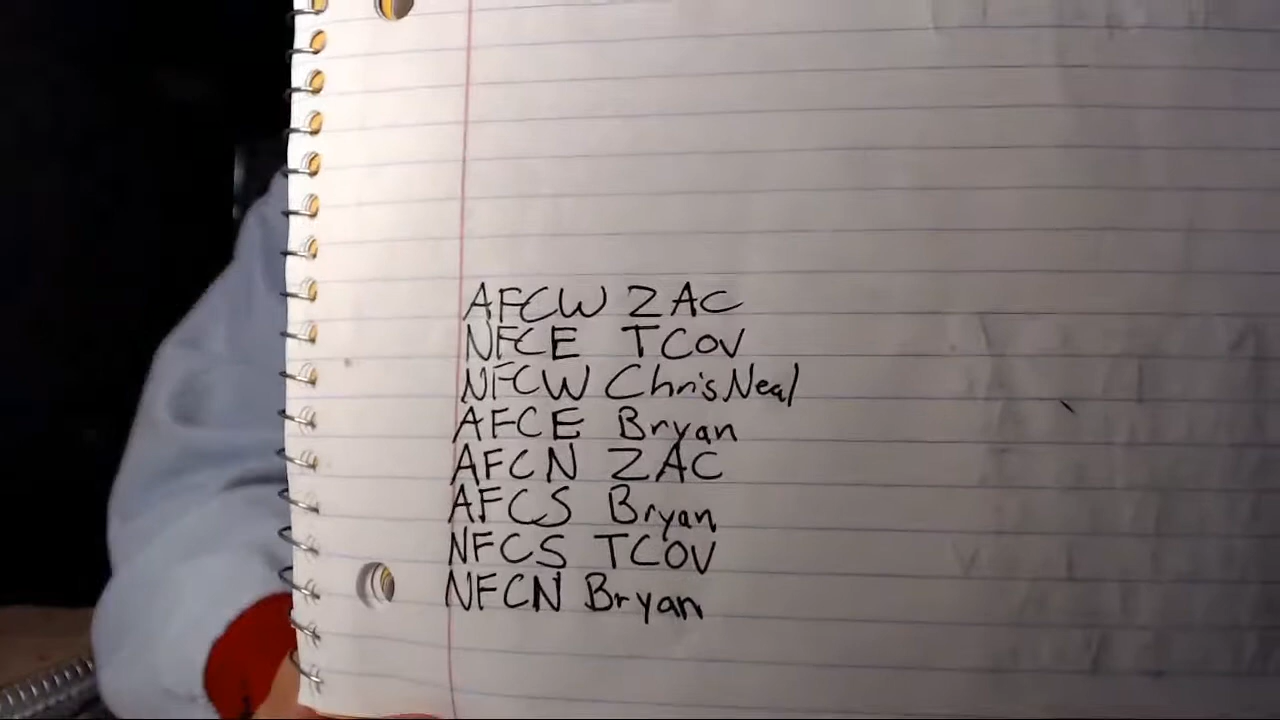 AFCW ZAC
NFCE TCOV
NFCW Chris Neal
AFCE Bryan
AFCN ZAC
AFCS Bryan
NFCS TCOV
NFCN Bryan